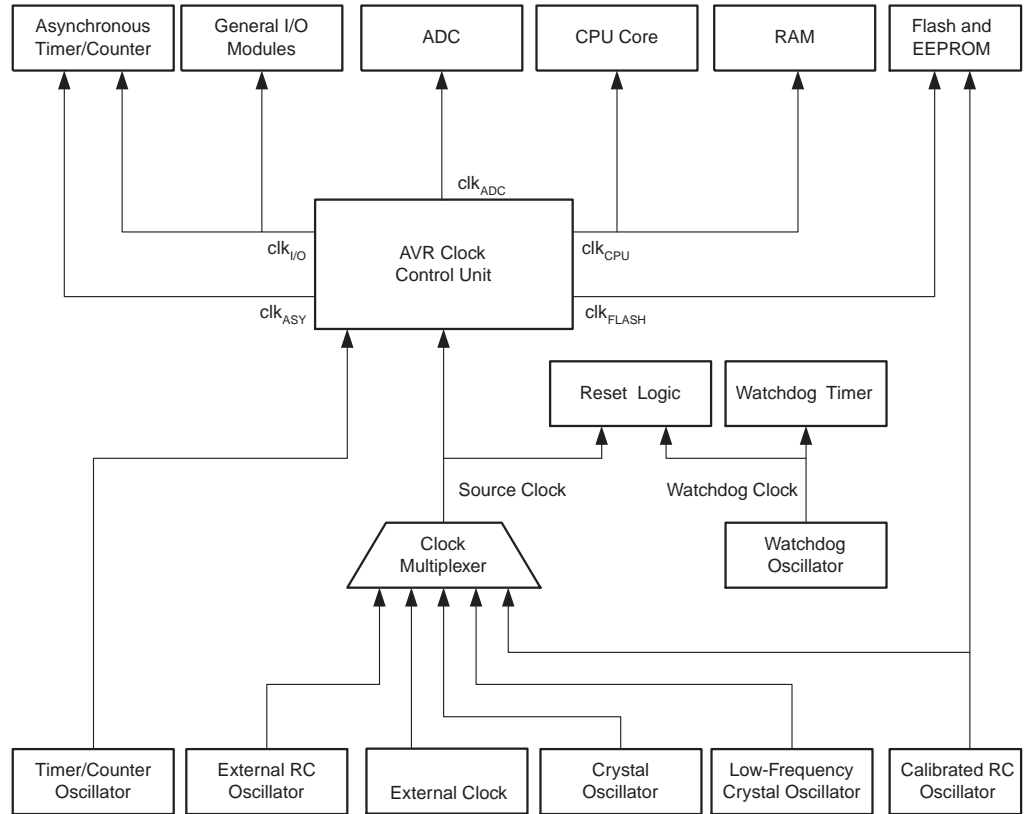 Asynchronous
Timer/Counter
General I/O
Modules
ADC
CPU Core
RAM
Flash and
EEPROM
clkADC
clkI/O
AVR Clock
Control Unit
clkCPU
clkASY
clkFLASH
Reset Logic
Watchdog Timer
Source Clock
Watchdog Clock
Clock
Multiplexer
Watchdog
Oscillator
Timer/Counter
Oscillator
External RC
Oscillator
External Clock
Crystal
Oscillator
Low-Frequency
Crystal Oscillator
Calibrated RC
Oscillator